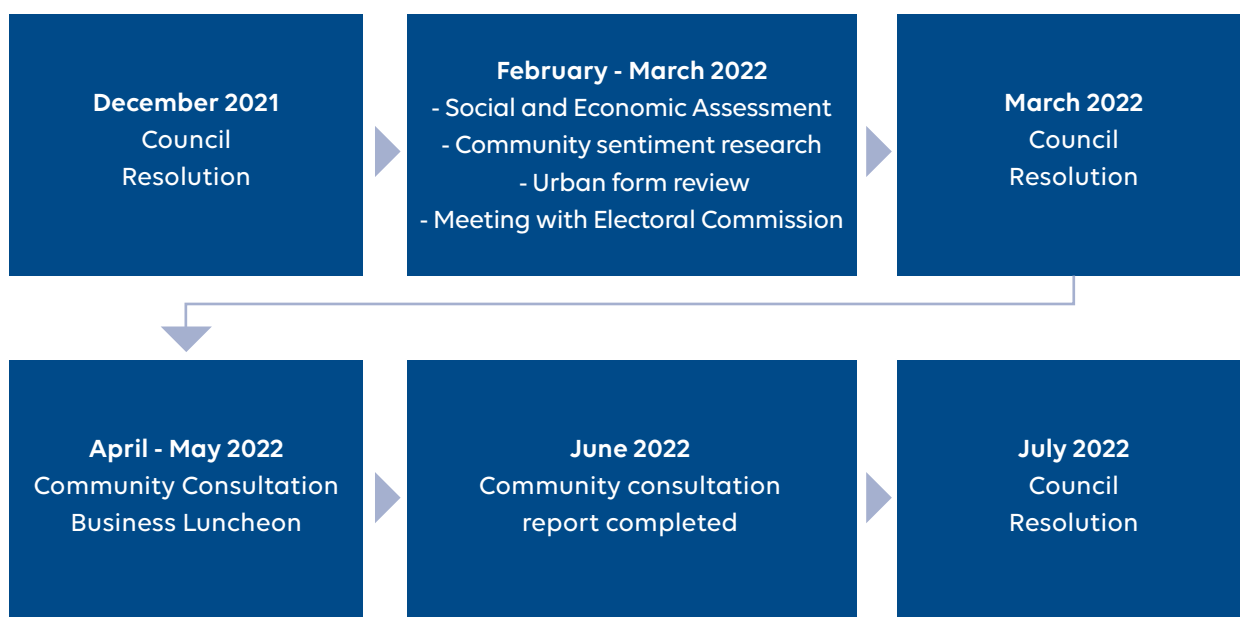 December 2021
Council
Resolution
February - March 2022
- Social and Economic Assessment
- Community sentiment research
- Urban form review
- Meeting with Electoral Commission
March 2022
Council
Resolution
April - May 2022
Community Consultation
Business Luncheon
June 2022
Community consultation
report completed
July 2022
Council
Resolution